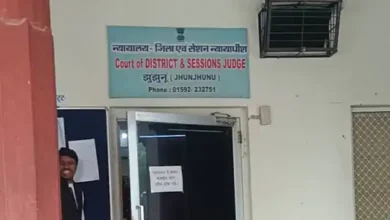 न्यायालय- जिला एवं सेशन न्यायाधीश
Court of DISTRICT & SESSIONS JUDGE
झुंझुनू ( JHUNJHUNU )
Phone : 01592- 232751